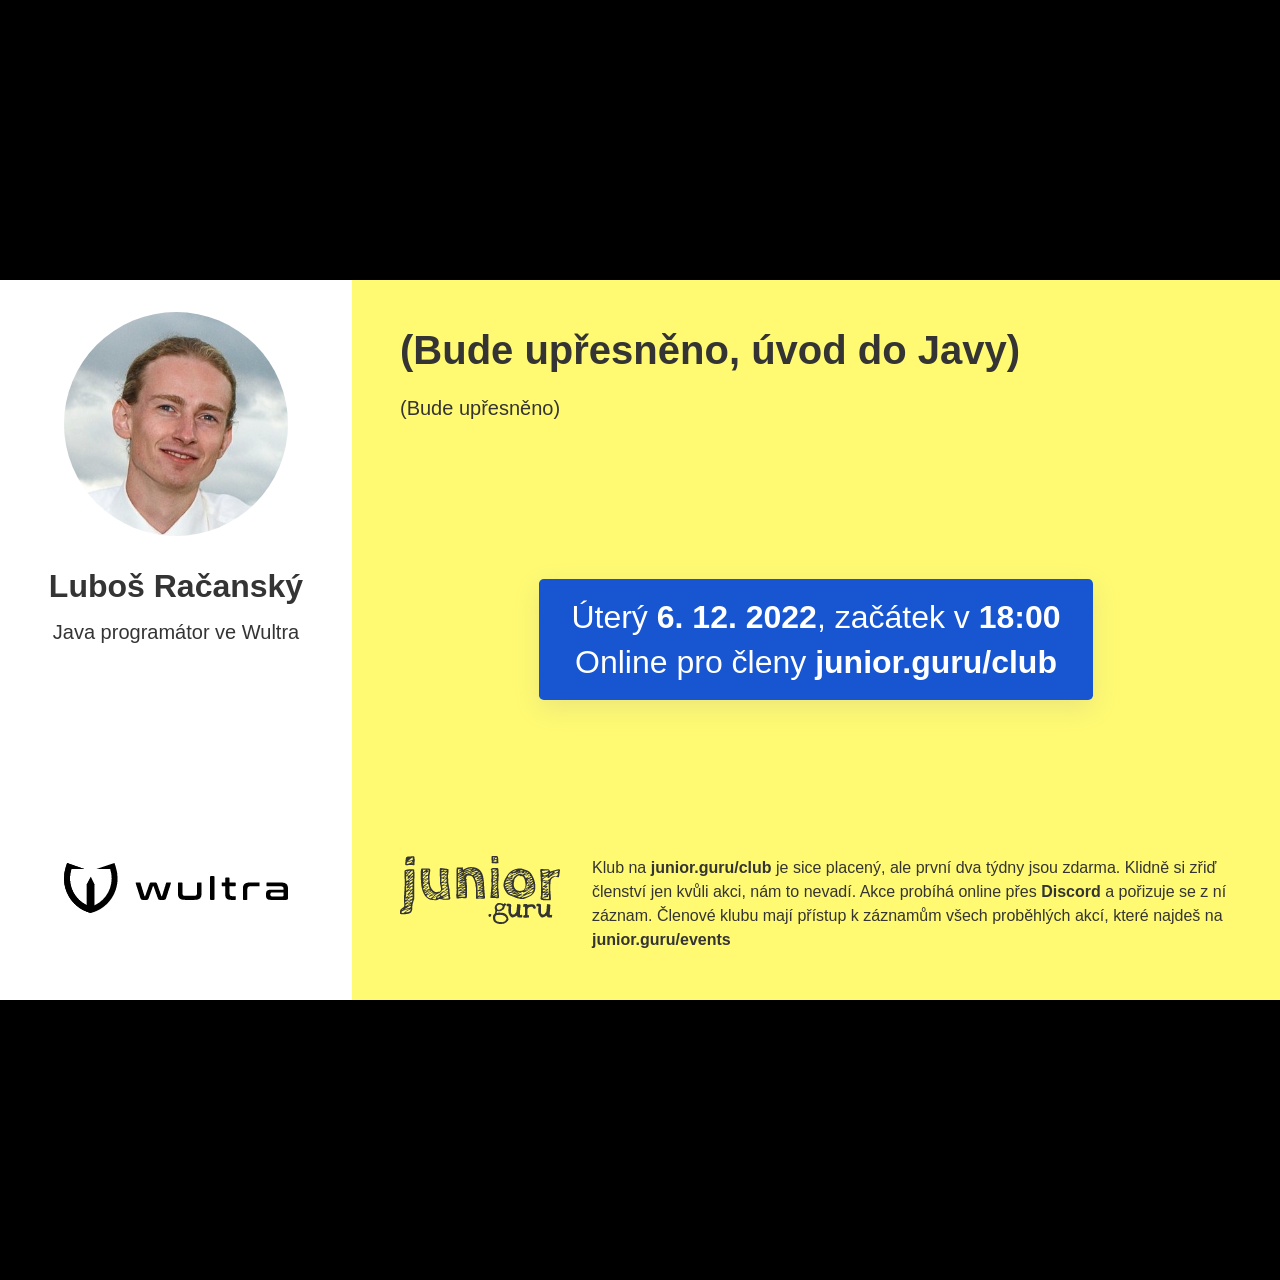 (Bude upřesněno, úvod do Javy)
(Bude upřesněno)
Luboš Račanský
Java programátor ve Wultra
Úterý 6. 12. 2022, začátek v 18:00
Online pro členy junior.guru/club
wultra
junior
.guru
Klub na junior.guru/club je sice placený, ale první dva týdny jsou zdarma. Klidně si zřiď
členství jen kvůli akci, nám to nevadí. Akce probíhá online přes Discord a pořizuje se z ní
záznam. Členové klubu mají přístup k záznamům všech proběhlých akcí, které najdeš na
junior.guru/events